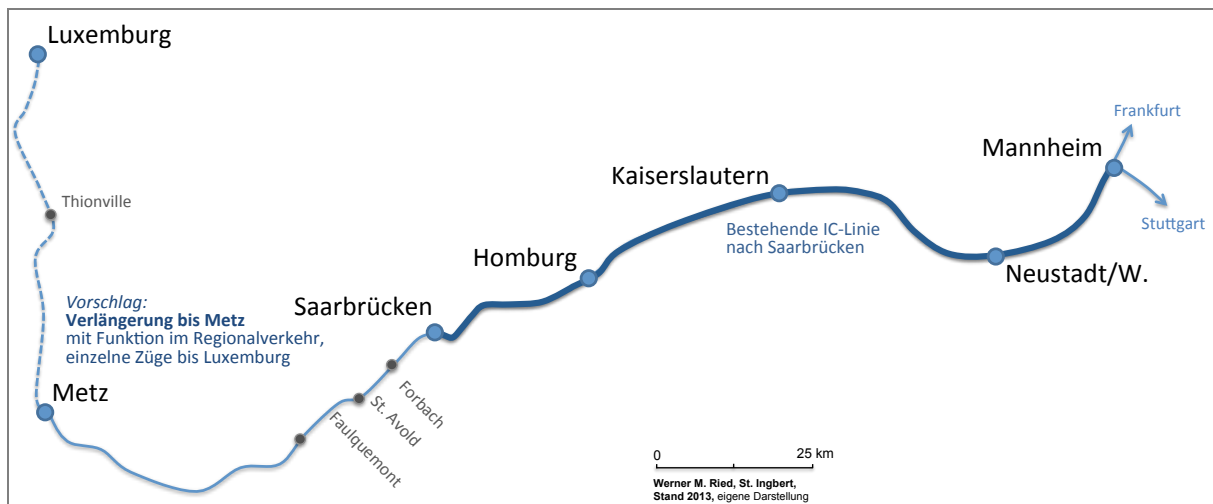 Luxemburg
Thionville
Vorschlag:
Verlängerung bis Metz
mit Funktion im Regionalverkehr,
einzelne Züge bis Luxemburg
Metz
Faulquemont
St. Avold
Forbach
Saarbrücken
Homburg
Kaiserslautern
Bestehende IC-Linie
nach Saarbrücken
Neustadt/W.
Mannheim
Frankfurt
Stuttgart
0 25 km
Werner M. Ried, St. Ingbert,
Stand 2013, eigene Darstellung